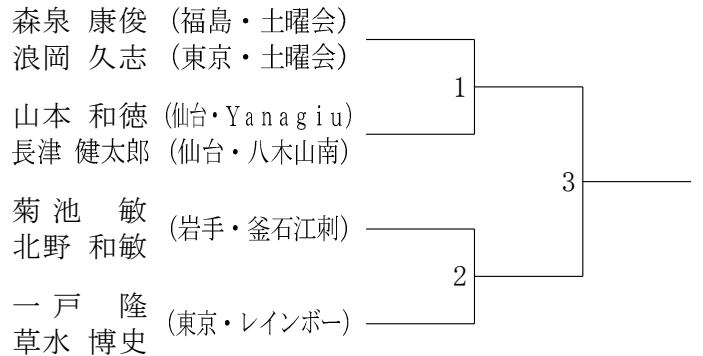 森泉 康俊 (福島・土曜会)
浪岡 久志 (東京・土曜会)
1
山本 和徳 (仙台・Yanagiu)
長津 健太郎 (仙台・八木山南)
3
菊池 敏 (岩手・釜石江刺)
北野 和敏
2
一戸 隆 (東京・レインボー)
草水 博史